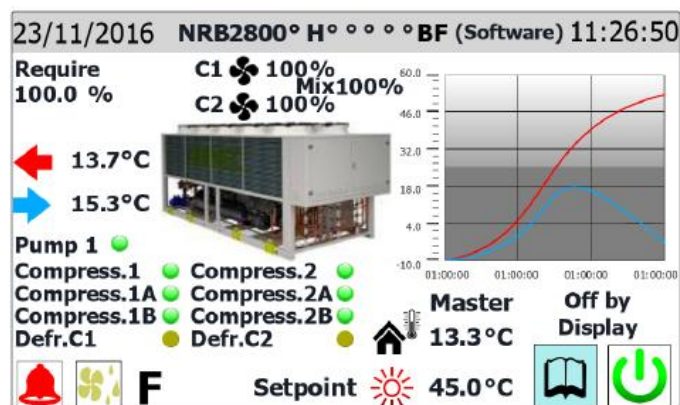 23/11/2016 NRB2800° H° ° ° ° °BF (Software) 11:26:50
Require
100.0 %
C1 100%
Mix100%
C2 100%
13.7°C
15.3°C
Pump 1
Compress.1 Compress.2
Compress.1A Compress.2A
Compress.1B Compress.2B
Defr.C1 Defr.C2
60.0
46.0
32.0
18.0
4.0
-10.0
01:00:00 01:00:00 01:00:00 01:00:00
Master
13.3°C
Off by
Display
F
Setpoint 45.0°C